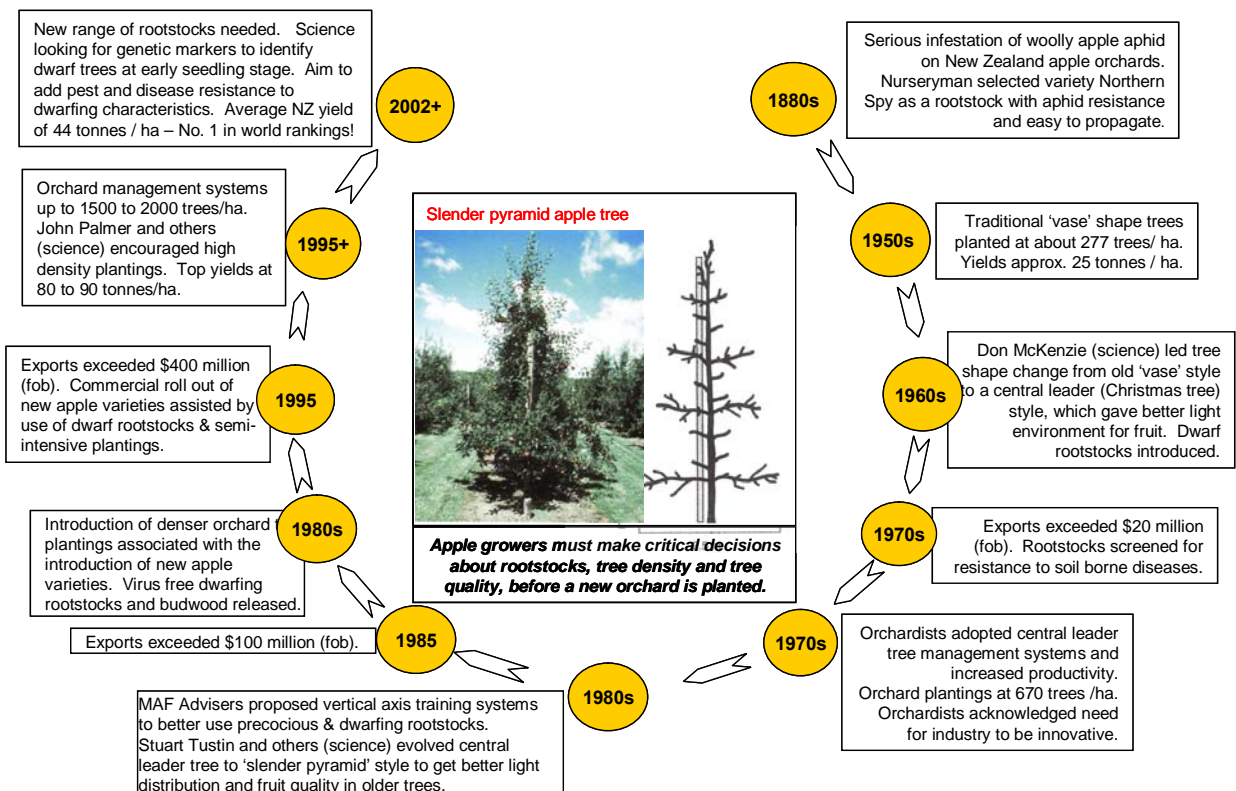 1880s
Serious infestation of woolly apple aphid
on New Zealand apple orchards.
Nurseryman selected variety Northern
Spy as a rootstock with aphid resistance
and easy to propagate.
1950s
Traditional ‘vase’ shape trees
planted at about 277 trees/ ha.
Yields approx. 25 tonnes / ha.
1960s
Don McKenzie (science) led tree
shape change from old ‘vase’ style
to a central leader (Christmas tree)
style, which gave better light
environment for fruit. Dwarf
rootstocks introduced.
1970s
Exports exceeded $20 million
(fob). Rootstocks screened for
resistance to soil borne diseases.
1970s
Orchardists adopted central leader
tree management systems and
increased productivity.
Orchard plantings at 670 trees /ha.
Orchardists acknowledged need
for industry to be innovative.
1980s
MAF Advisers proposed vertical axis training systems
to better use precocious & dwarfing rootstocks.
Stuart Tustin and others (science) evolved central
leader tree to ‘slender pyramid’ style to get better light
distribution and fruit quality in older trees.
1985
Exports exceeded $100 million (fob).
1980s
Introduction of denser orchard
plantings associated with the
introduction of new apple
varieties. Virus free dwarfing
rootstocks and budwood released.
1995
Exports exceeded $400 million
(fob). Commercial roll out of
new apple varieties assisted by
use of dwarf rootstocks & semi-
intensive plantings.
1995+
Orchard management systems
up to 1500 to 2000 trees/ha.
John Palmer and others
(science) encouraged high
density plantings. Top yields at
80 to 90 tonnes/ha.
2002+
New range of rootstocks needed. Science
looking for genetic markers to identify
dwarf trees at early seedling stage. Aim to
add pest and disease resistance to
dwarfing characteristics. Average NZ yield
of 44 tonnes / ha – No. 1 in world rankings!
Slender pyramid apple tree
Apple growers must make critical decisions
about rootstocks, tree density and tree
quality, before a new orchard is planted.